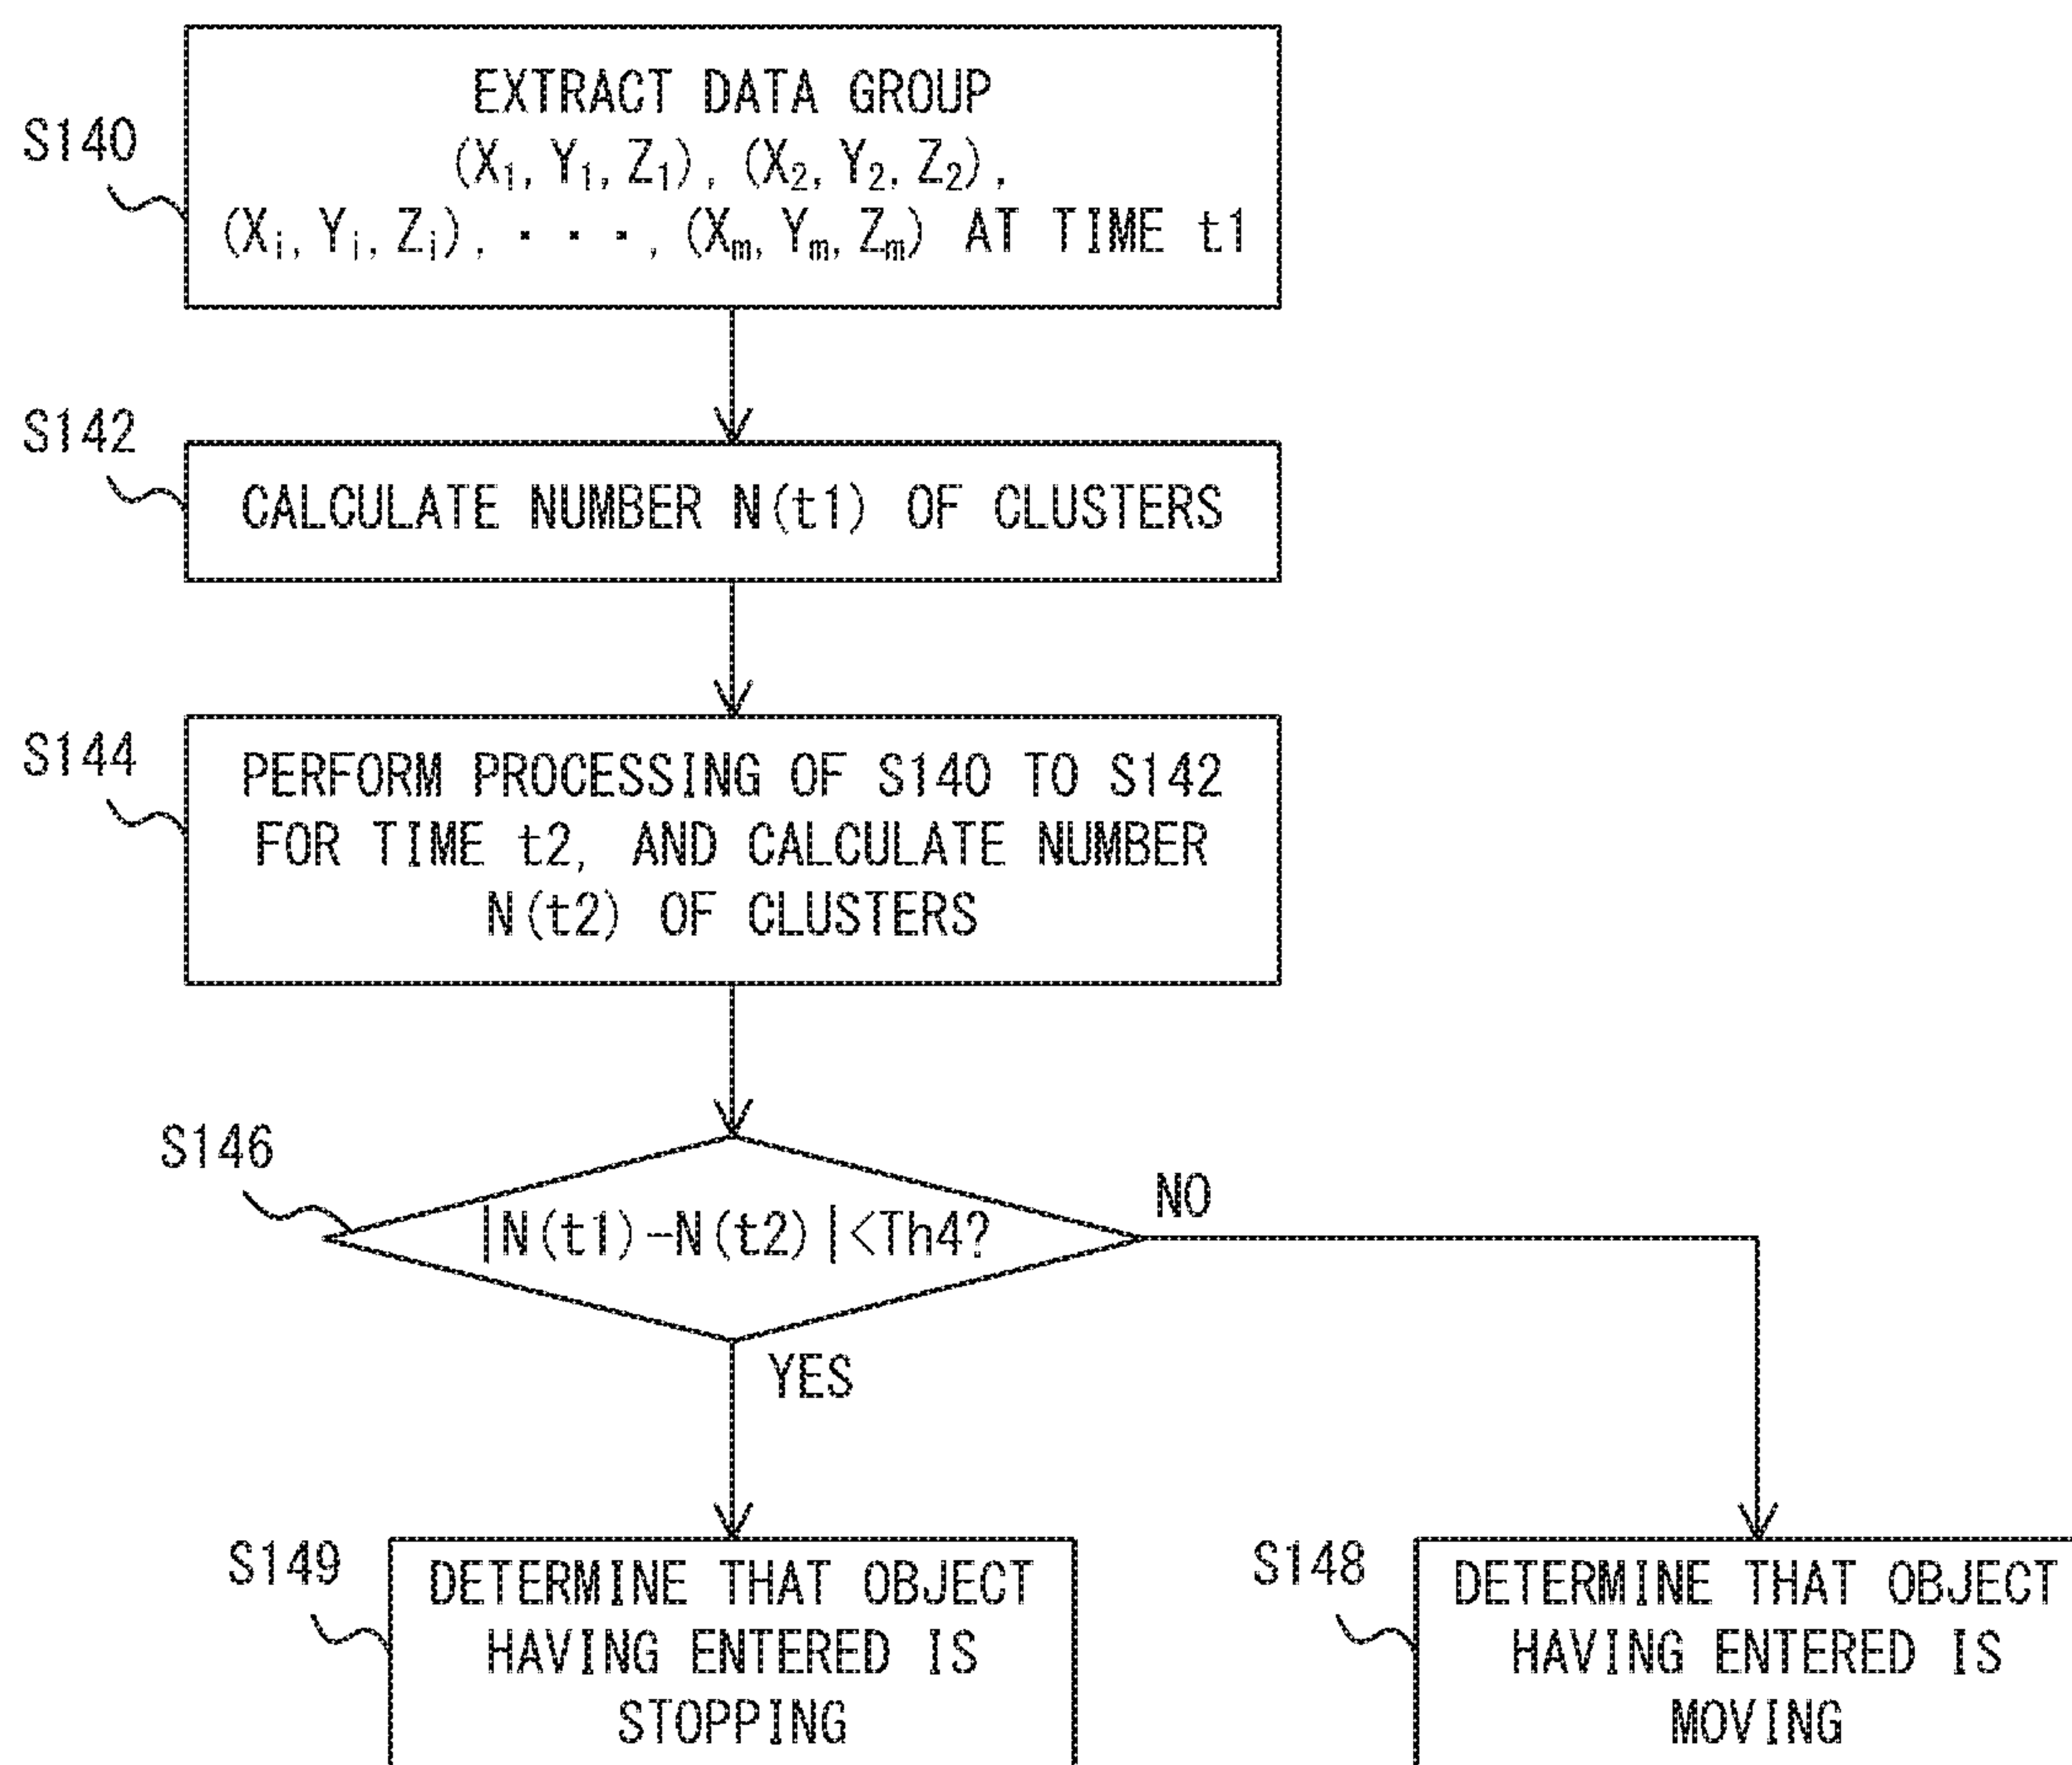 S140
EXTRACT DATA GROUP
(X₁, Y₁, Z₁), (X₂, Y₂, Z₂),
(Xᵢ, Yᵢ, Zᵢ), ・・・, (Xₘ, Yₘ, Zₘ) AT TIME t1
S142
CALCULATE NUMBER N(t1) OF CLUSTERS
S144
PERFORM PROCESSING OF S140 TO S142
FOR TIME t2, AND CALCULATE NUMBER
N(t2) OF CLUSTERS
S146
|N(t1)-N(t2)|<Th4?
NO
YES
S149
DETERMINE THAT OBJECT
HAVING ENTERED IS
STOPPING
S148
DETERMINE THAT OBJECT
HAVING ENTERED IS
MOVING